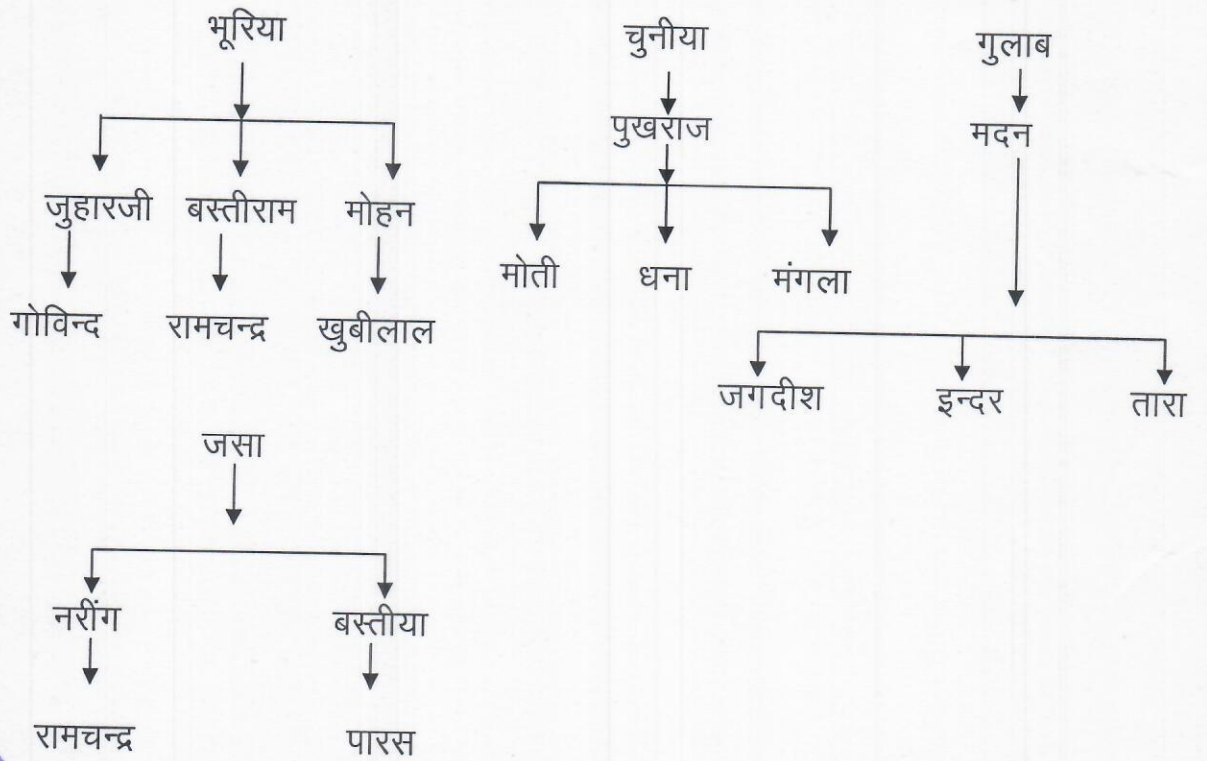 भूरिया चुनीया गुलाब
पुखराज मदन
जुहारजी बस्तीराम मोहन
मोती धना मंगला
गोविन्द रामचन्द्र खुबीलाल
जगदीश इन्दर तारा
जसा
नरींग बस्तीया
रामचन्द्र पारस